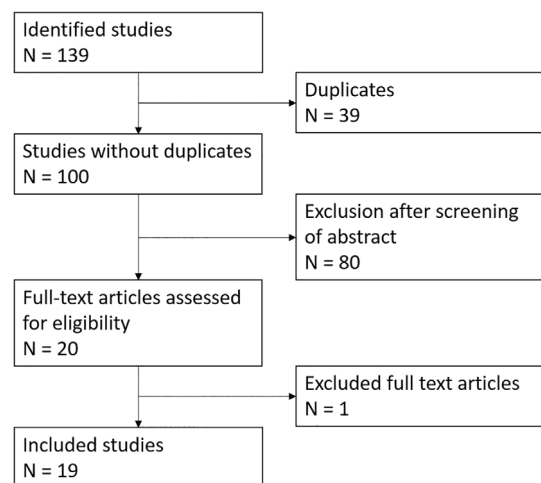 Identified studies
N = 139
Duplicates
N = 39
Studies without duplicates
N = 100
Exclusion after screening
of abstract
N = 80
Full-text articles assessed
for eligibility
N = 20
Excluded full text articles
N = 1
Included studies
N = 19